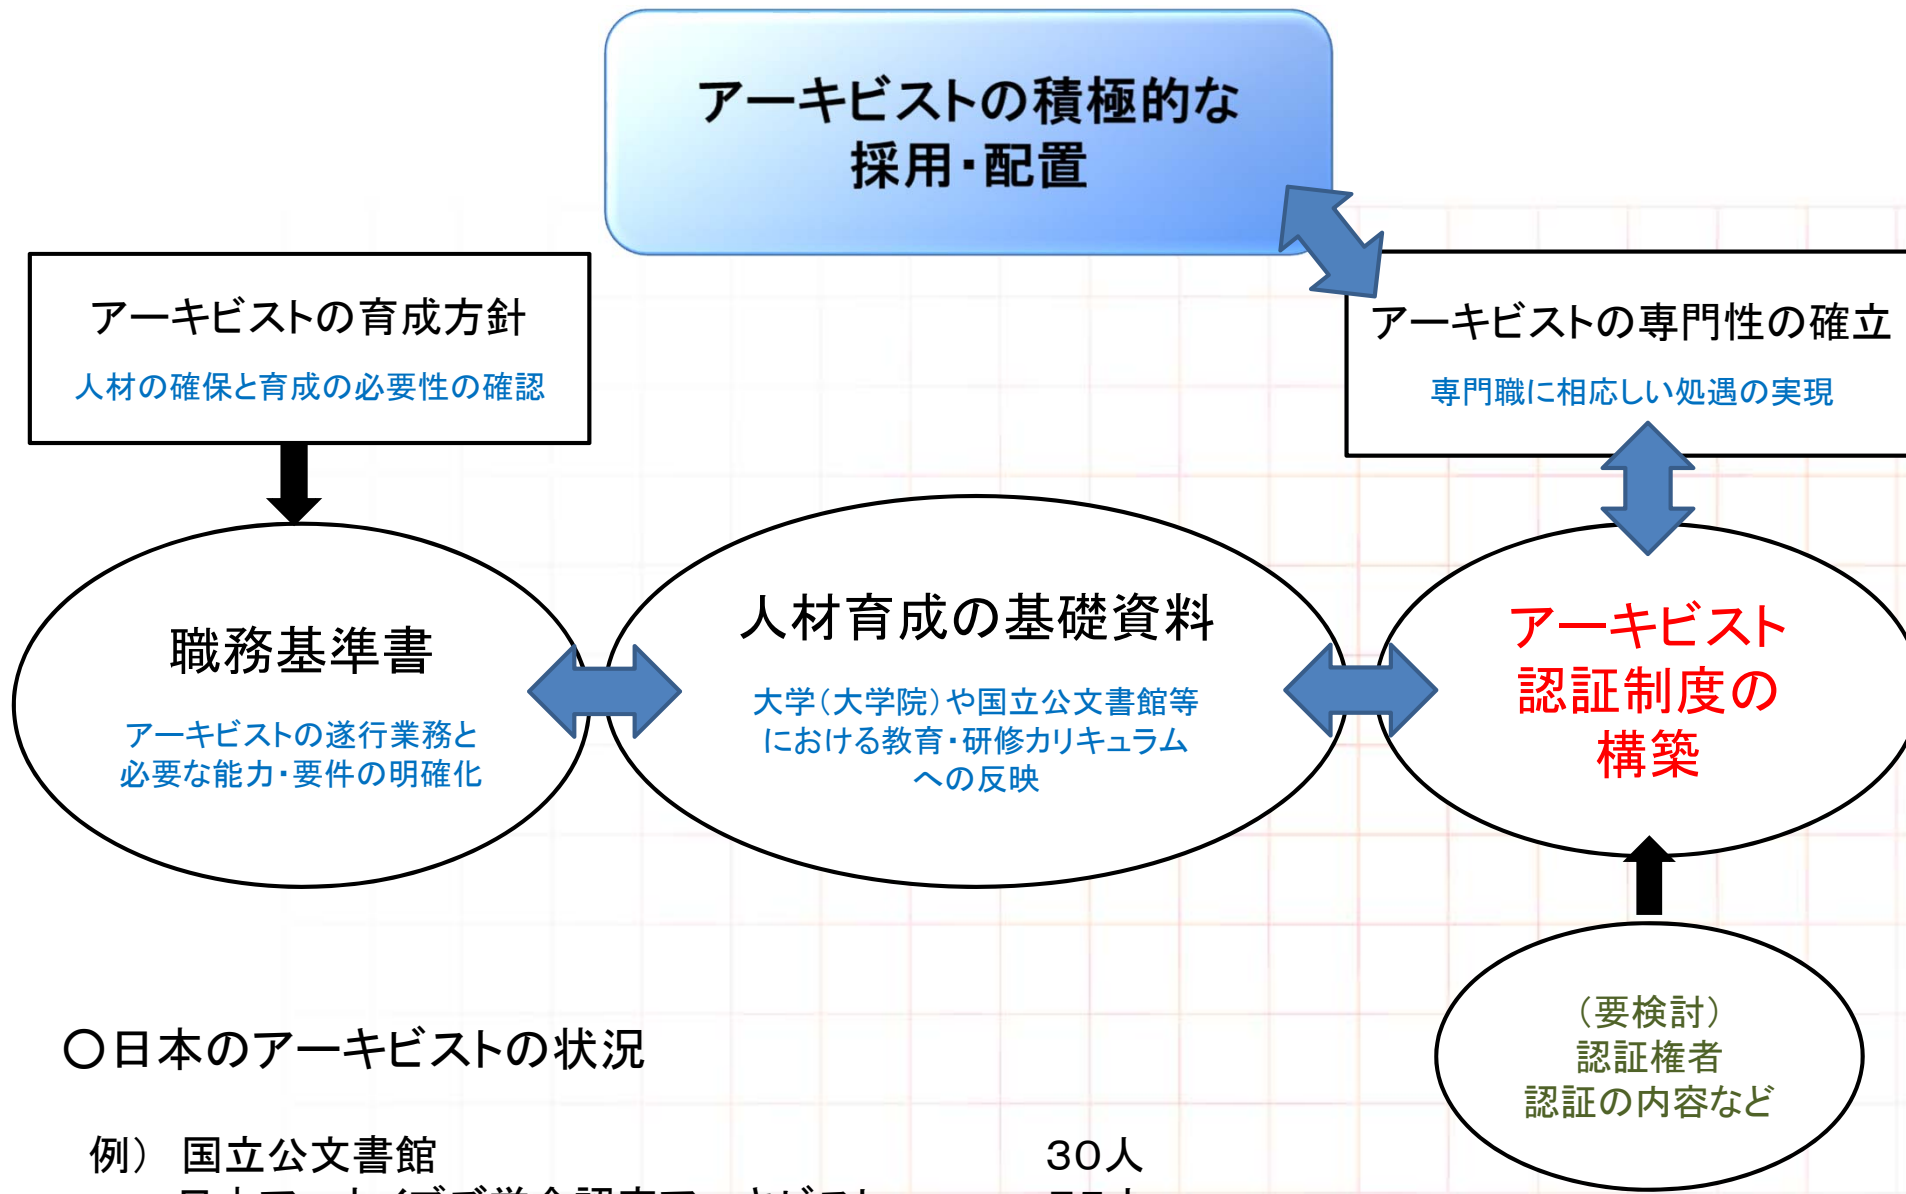 アーキビストの積極的な
採用・配置
アーキビストの育成方針
人材の確保と育成の必要性の確認
アーキビストの専門性の確立
専門職に相応しい処遇の実現
職務基準書
アーキビストの遂行業務と
必要な能力・要件の明確化
人材育成の基礎資料
大学（大学院）や国立公文書館等
における教育・研修カリキュラム
への反映
アーキビスト
認証制度の
構築
（要検討）
認証権者
認証の内容など
○日本のアーキビストの状況
例） 国立公文書館 30人